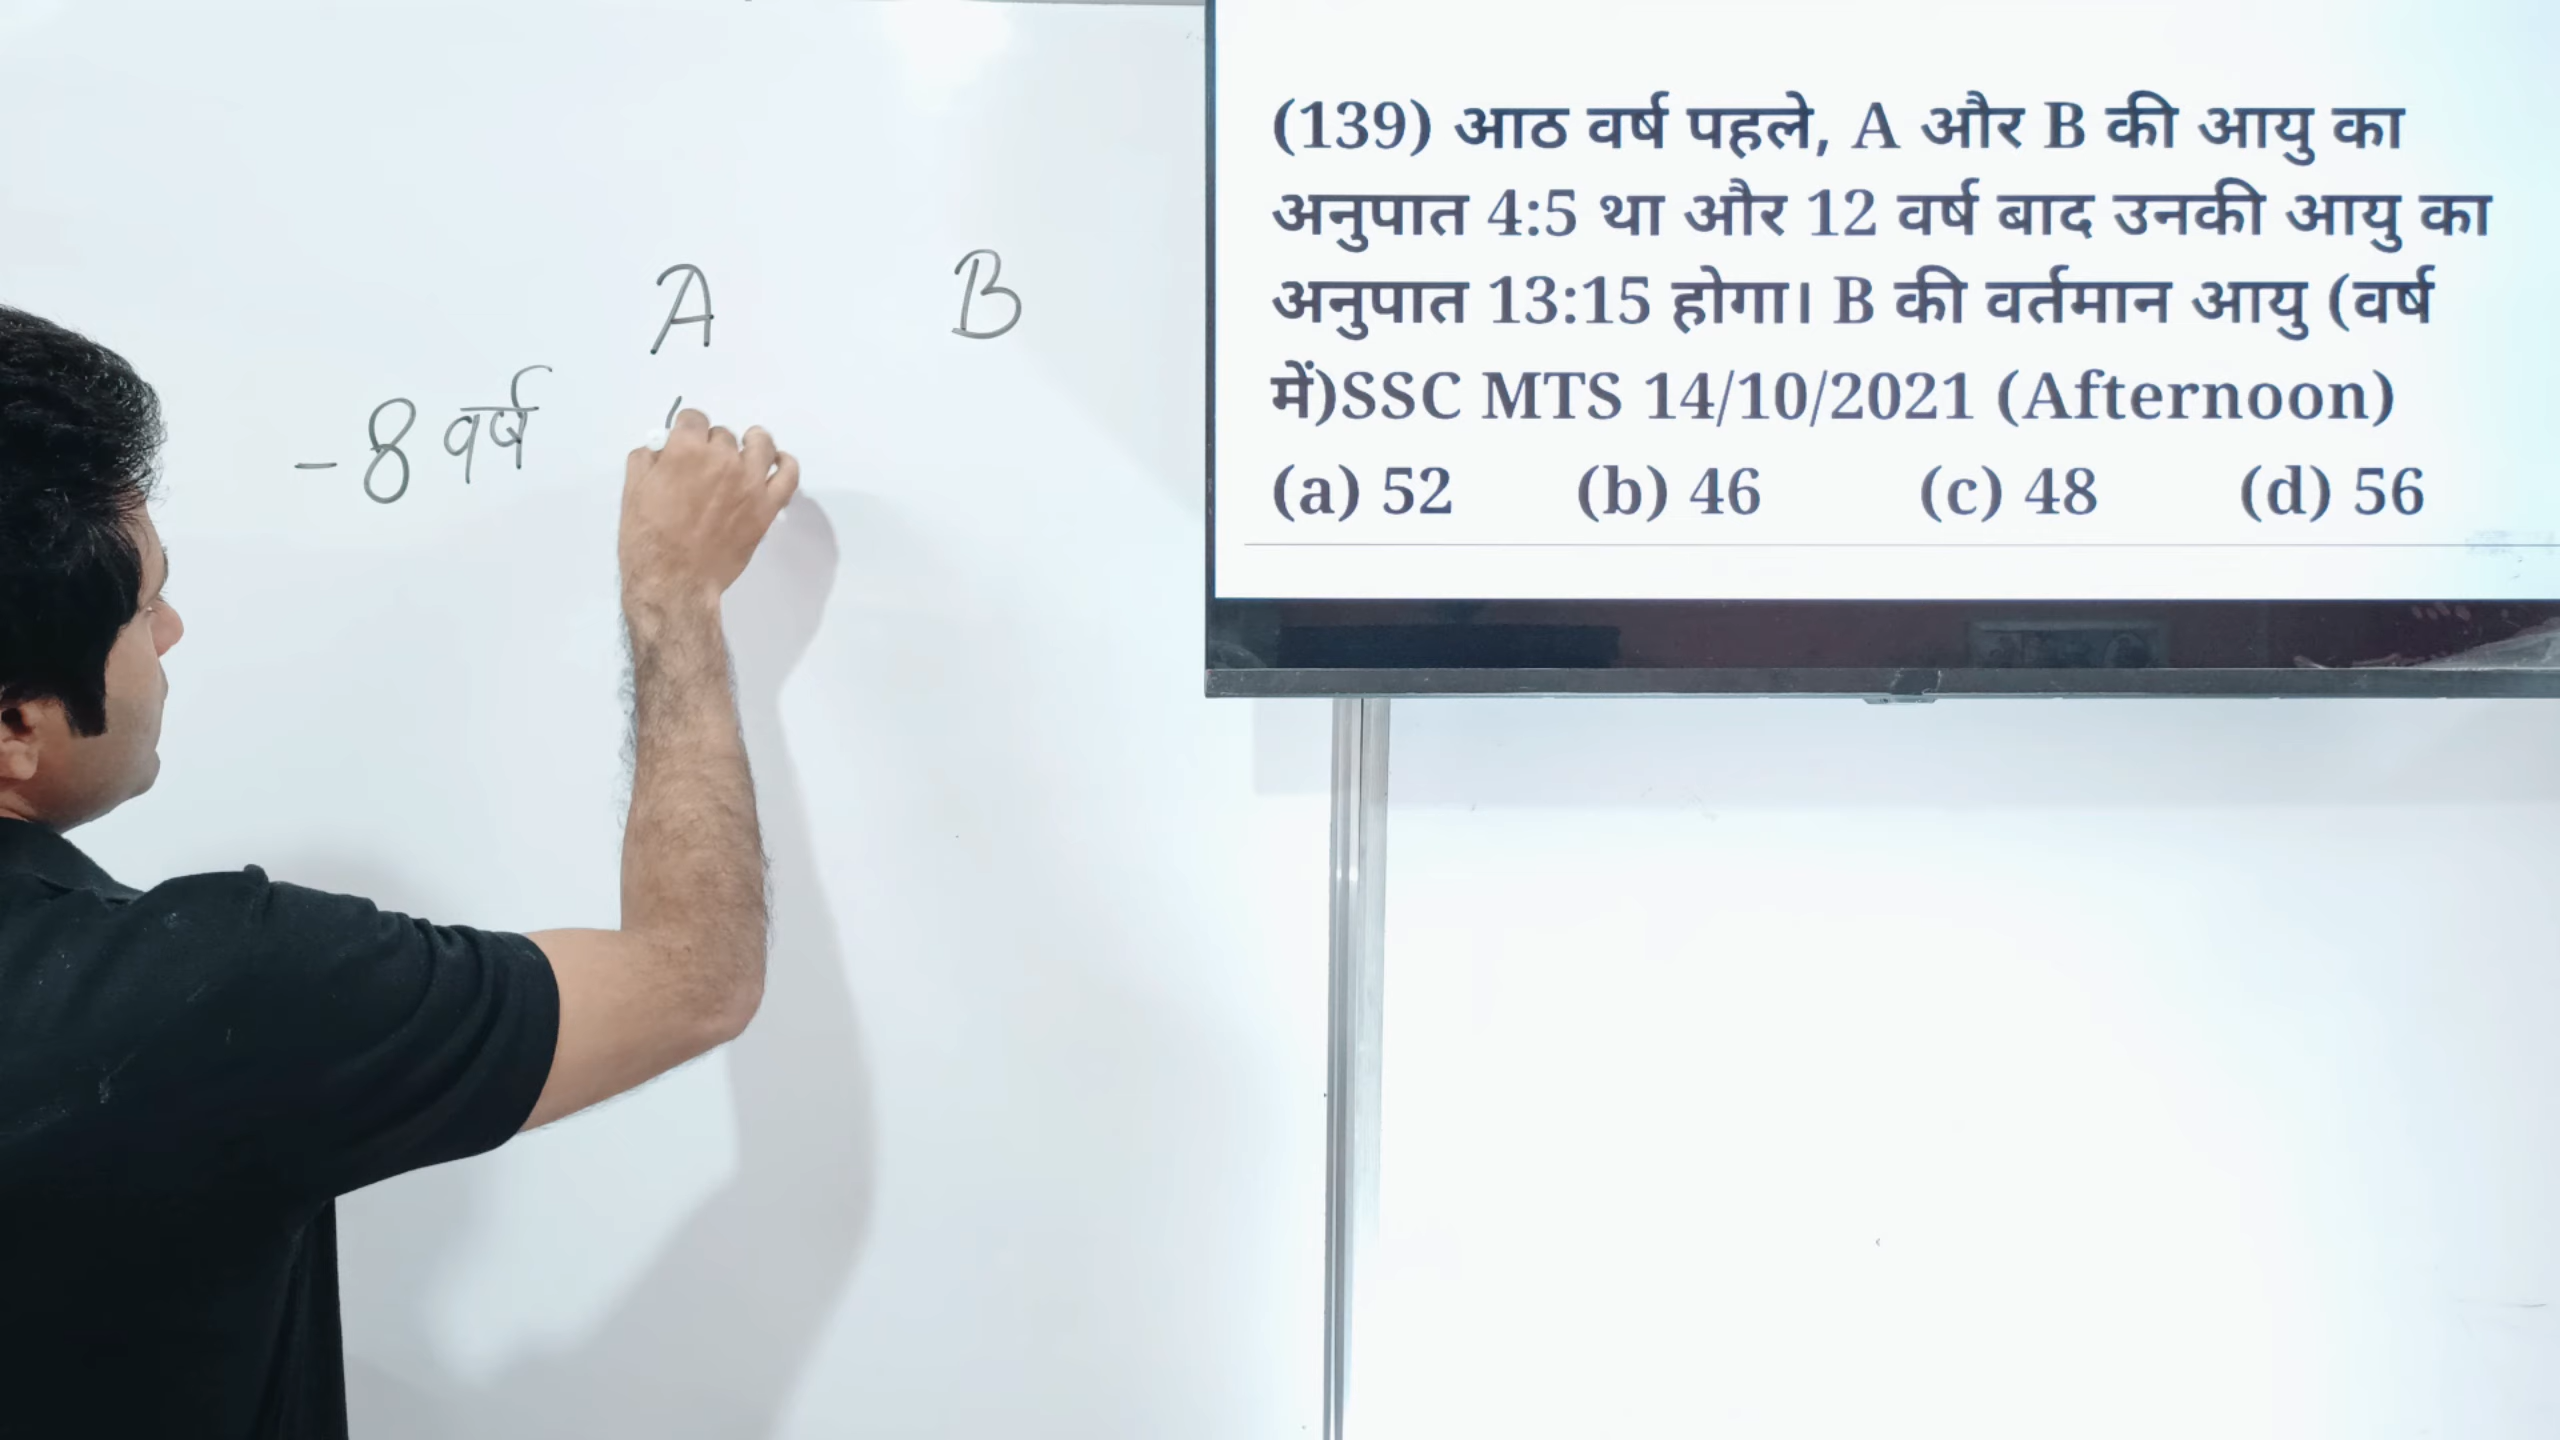 A B
-8 वर्ष
(139) आठ वर्ष पहले, A और B की आयु का
अनुपात 4:5 था और 12 वर्ष बाद उनकी आयु का
अनुपात 13:15 होगा। B की वर्तमान आयु (वर्ष
में)SSC MTS 14/10/2021 (Afternoon)
(a) 52 (b) 46 (c) 48 (d) 56